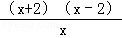 (x+2) (x－2)
x